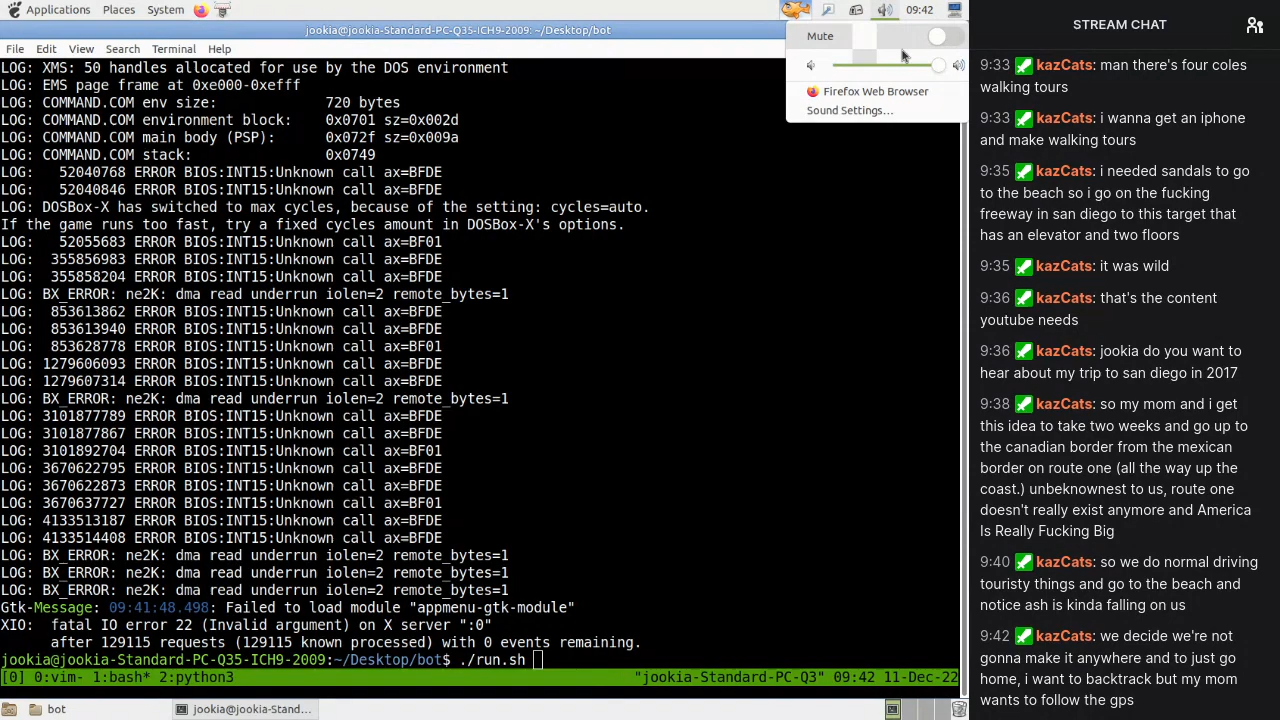 Applications Places System 09:42
jookia@jookia-Standard-PC-Q35-ICH9-2009: ~/Desktop/bot
File Edit View Search Terminal Help
Mute
Firefox Web Browser
Sound Settings...
LOG: XMS: 50 handles allocated for use by the DOS environment
LOG: EMS page frame at 0xe000-0xefff
LOG: COMMAND.COM env size: 720 bytes
LOG: COMMAND.COM environment block: 0x0701 sz=0x002d
LOG: COMMAND.COM main body (PSP): 0x072f sz=0x009a
LOG: COMMAND.COM stack: 0x0749
LOG: 52040768 ERROR BIOS:INT15:Unknown call ax=BFDE
LOG: 52040846 ERROR BIOS:INT15:Unknown call ax=BFDE
LOG: DOSBox-X has switched to max cycles, because of the setting: cycles=auto.
If the game runs too fast, try a fixed cycles amount in DOSBox-X's options.
LOG: 52055683 ERROR BIOS:INT15:Unknown call ax=BF01
LOG: 355856983 ERROR BIOS:INT15:Unknown call ax=BFDE
LOG: 355858204 ERROR BIOS:INT15:Unknown call ax=BFDE
LOG: BX_ERROR: ne2K: dma read underrun iolen=2 remote_bytes=1
LOG: 853613862 ERROR BIOS:INT15:Unknown call ax=BFDE
LOG: 853613940 ERROR BIOS:INT15:Unknown call ax=BFDE
LOG: 853628778 ERROR BIOS:INT15:Unknown call ax=BF01
LOG: 1279606093 ERROR BIOS:INT15:Unknown call ax=BFDE
LOG: 1279607314 ERROR BIOS:INT15:Unknown call ax=BFDE
LOG: BX_ERROR: ne2K: dma read underrun iolen=2 remote_bytes=1
LOG: 3101877789 ERROR BIOS:INT15:Unknown call ax=BFDE
LOG: 3101877867 ERROR BIOS:INT15:Unknown call ax=BFDE
LOG: 3101892704 ERROR BIOS:INT15:Unknown call ax=BF01
LOG: 3670622795 ERROR BIOS:INT15:Unknown call ax=BFDE
LOG: 3670622873 ERROR BIOS:INT15:Unknown call ax=BFDE
LOG: 3670637727 ERROR BIOS:INT15:Unknown call ax=BF01
LOG: 4133513187 ERROR BIOS:INT15:Unknown call ax=BFDE
LOG: 4133514408 ERROR BIOS:INT15:Unknown call ax=BFDE
LOG: BX_ERROR: ne2K: dma read underrun iolen=2 remote_bytes=1
LOG: BX_ERROR: ne2K: dma read underrun iolen=2 remote_bytes=1
LOG: BX_ERROR: ne2K: dma read underrun iolen=2 remote_bytes=1
Gtk-Message: 09:41:48.498: Failed to load module "appmenu-gtk-module"
XIO: fatal IO error 22 (Invalid argument) on X server ":0"
after 129115 requests (129115 known processed) with 0 events remaining.
jookia@jookia-Standard-PC-Q35-ICH9-2009:~/Desktop/bot$ ./run.sh
[0] 0:vim- 1:bash* 2:python3 "jookia-Standard-PC-Q3" 09:42 11-Dec-22
bot jookia@jookia-Stand...
STREAM CHAT
9:33 kazCats: man there's four coles
walking tours
9:33 kazCats: i wanna get an iphone
and make walking tours
9:35 kazCats: i needed sandals to go
to the beach so i go on the fucking
freeway in san diego to this target that
has an elevator and two floors
9:35 kazCats: it was wild
9:36 kazCats: that's the content
youtube needs
9:36 kazCats: jookia do you want to
hear about my trip to san diego in 2017
9:38 kazCats: so my mom and i get
this idea to take two weeks and go up to
the canadian border from the mexican
border on route one (all the way up the
coast.) unbeknownest to us, route one
doesn't really exist anymore and America
Is Really Fucking Big
9:40 kazCats: so we do normal driving
touristy things and go to the beach and
notice ash is kinda falling on us
9:42 kazCats: we decide we're not
gonna make it anywhere and to just go
home, i want to backtrack but my mom
wants to follow the gps